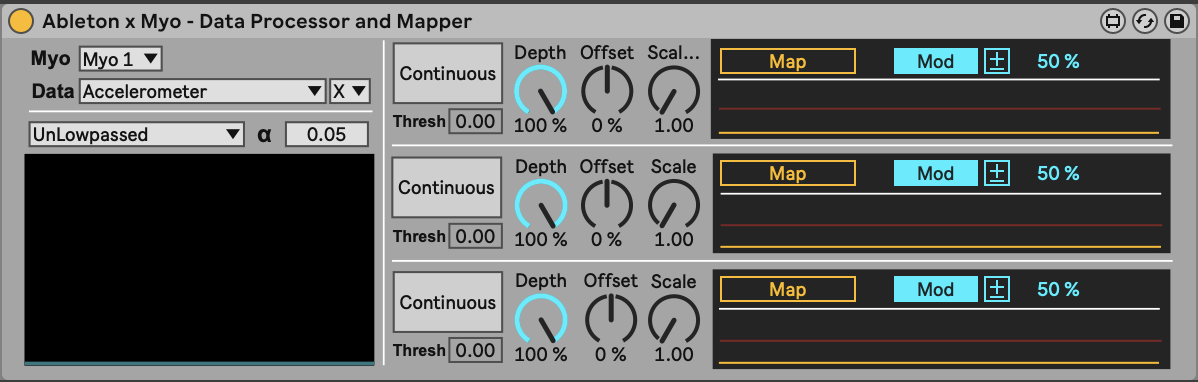 Ableton x Myo - Data Processor and Mapper
Myo Myo 1
Data Accelerometer X
UnLowpassed α 0.05
Continuous
Thresh 0.00
Depth Offset Scal...
100 % 0 % 1.00
Map Mod ± 50 %
Continuous
Thresh 0.00
Depth Offset Scale
100 % 0 % 1.00
Map Mod ± 50 %
Continuous
Thresh 0.00
Depth Offset Scale
100 % 0 % 1.00
Map Mod ± 50 %